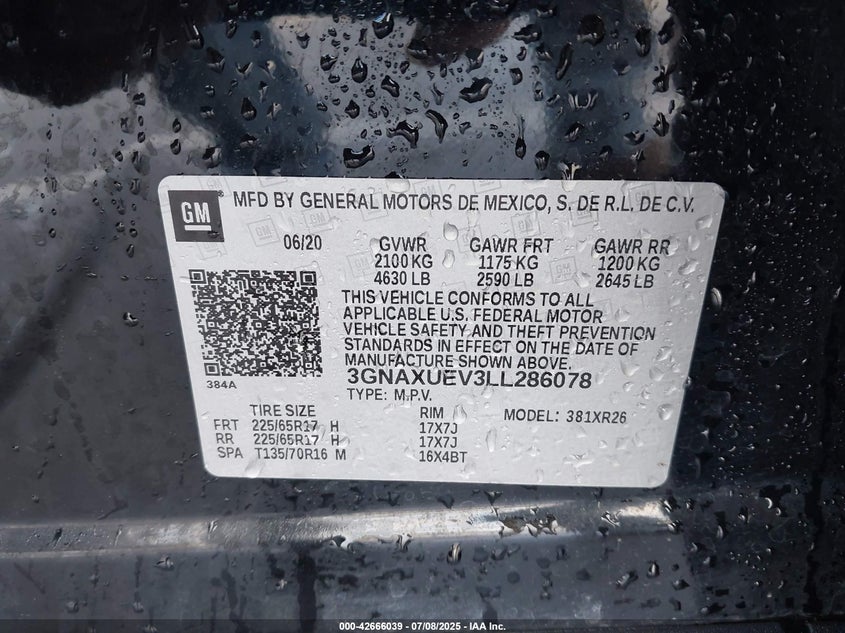 GM
MFD BY GENERAL MOTORS DE MEXICO, S. DE R.L. DE C.V.
06/20 GVWR GAWR FRT GAWR RR
2100 KG 1175 KG 1200 KG
4630 LB 2590 LB 2645 LB
THIS VEHICLE CONFORMS TO ALL
APPLICABLE U.S. FEDERAL MOTOR
VEHICLE SAFETY AND THEFT PREVENTION
STANDARDS IN EFFECT ON THE DATE OF
MANUFACTURE SHOWN ABOVE.
384A
3GNAXUEV3LL286078
TYPE: M.P.V.
TIRE SIZE RIM MODEL: 381XR26
FRT 225/65R17 H 17X7J
RR 225/65R17 H 17X7J
SPA T135/70R16 M 16X4BT
000-42666039 - 07/08/2025 - IAA Inc.